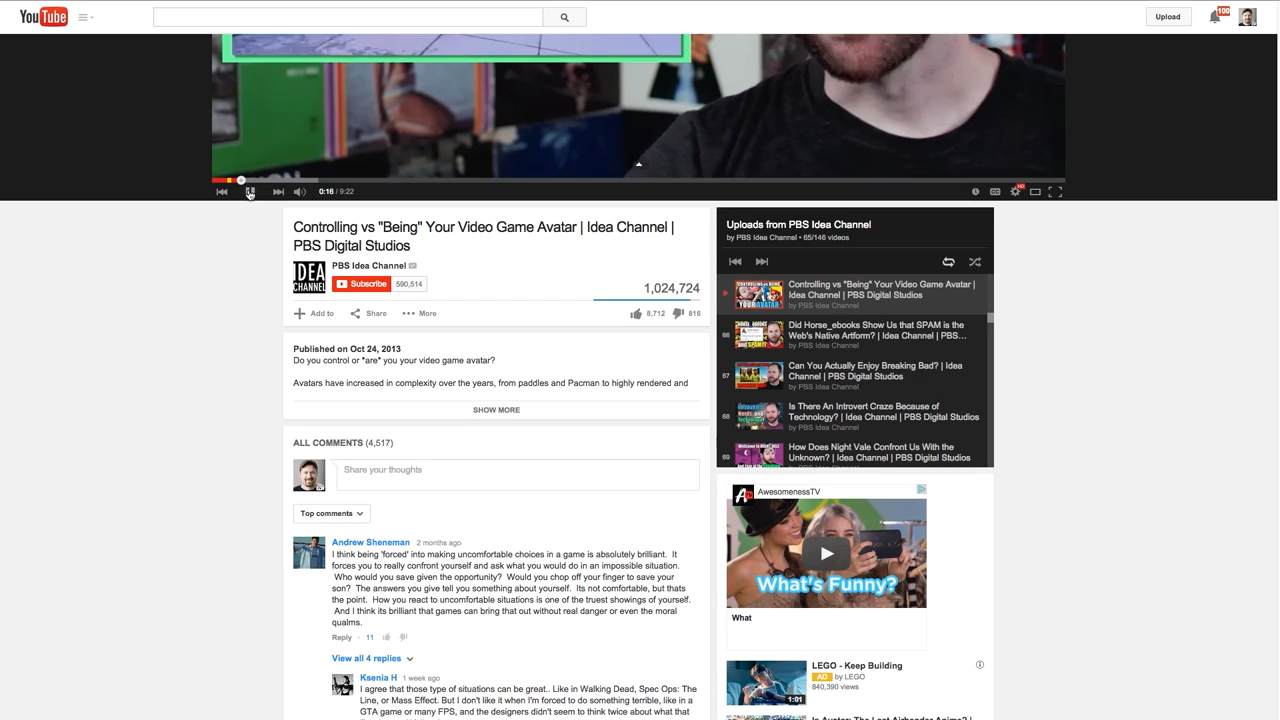 YouTube
Upload
100
0:16 / 9:22
CC
HD
Controlling vs "Being" Your Video Game Avatar | Idea Channel |
PBS Digital Studios
IDEA
CHANNEL
PBS Idea Channel
Subscribe
590,514
1,024,724
Add to
Share
More
8,712
816
Published on Oct 24, 2013
Do you control or *are* you your video game avatar?
Avatars have increased in complexity over the years, from paddles and Pacman to highly rendered and
SHOW MORE
ALL COMMENTS (4,517)
Share your thoughts
Top comments
Andrew Sheneman 2 months ago
I think being 'forced' into making uncomfortable choices in a game is absolutely brilliant. It
forces you to really confront yourself and ask what you would do in an impossible situation.
Who would you save given the opportunity? Would you chop off your finger to save your
son? The answers you give tell you something about yourself. Its not comfortable, but thats
the point. How you react to uncomfortable situations is one of the truest showings of yourself.
And I think its brilliant that games can bring that out without real danger or even the moral
qualms.
Reply · 11
View all 4 replies
Ksenia H 1 week ago
I agree that those type of situations can be great.. Like in Walking Dead, Spec Ops: The
Line, or Mass Effect. But I don't like it when I'm forced to do something terrible, like in a
GTA game or many FPS, and the designers didn't seem to think twice about what that
Uploads from PBS Idea Channel
by PBS Idea Channel • 65/146 videos
Controlling vs "Being" Your Video Game Avatar |
Idea Channel | PBS Digital Studios
by PBS Idea Channel
66
Did Horse_ebooks Show Us that SPAM is the
Web's Native Artform? | Idea Channel | PBS...
by PBS Idea Channel
67
Can You Actually Enjoy Breaking Bad? | Idea
Channel | PBS Digital Studios
by PBS Idea Channel
68
Is There An Introvert Craze Because of
Technology? | Idea Channel | PBS Digital Studios
by PBS Idea Channel
69
How Does Night Vale Confront Us With the
Unknown? | Idea Channel | PBS Digital Studios
AwesomenessTV
What's Funny?
What
LEGO - Keep Building
AD by LEGO
840,390 views
1:01
Is Avatar: The Last Airbender Anime? |